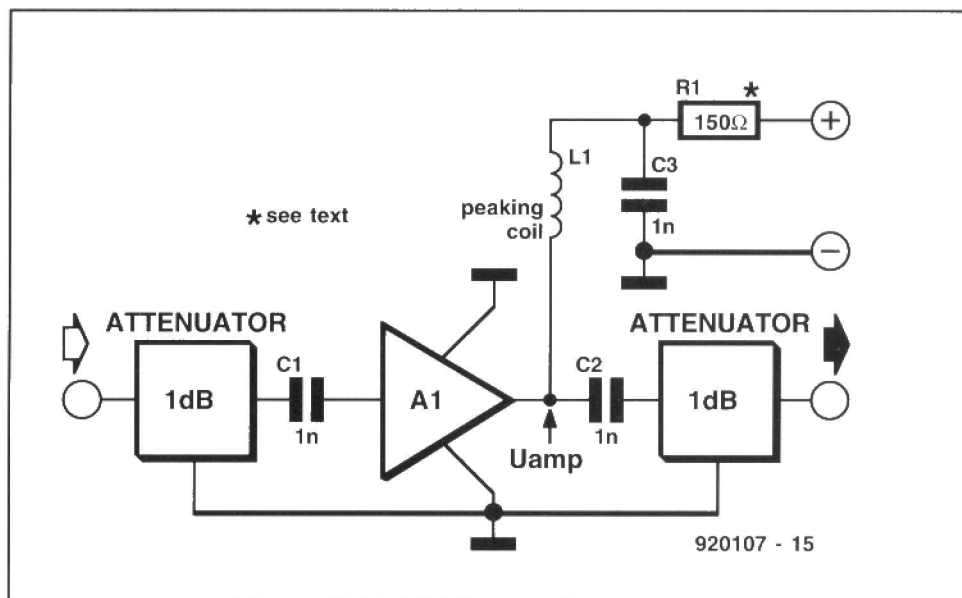 R1 *
150Ω
+
L1
C3
peaking
coil
1n
* see text
−
ATTENUATOR
ATTENUATOR
C1
C2
1dB
A1
1dB
1n
1n
Uamp
920107 - 15